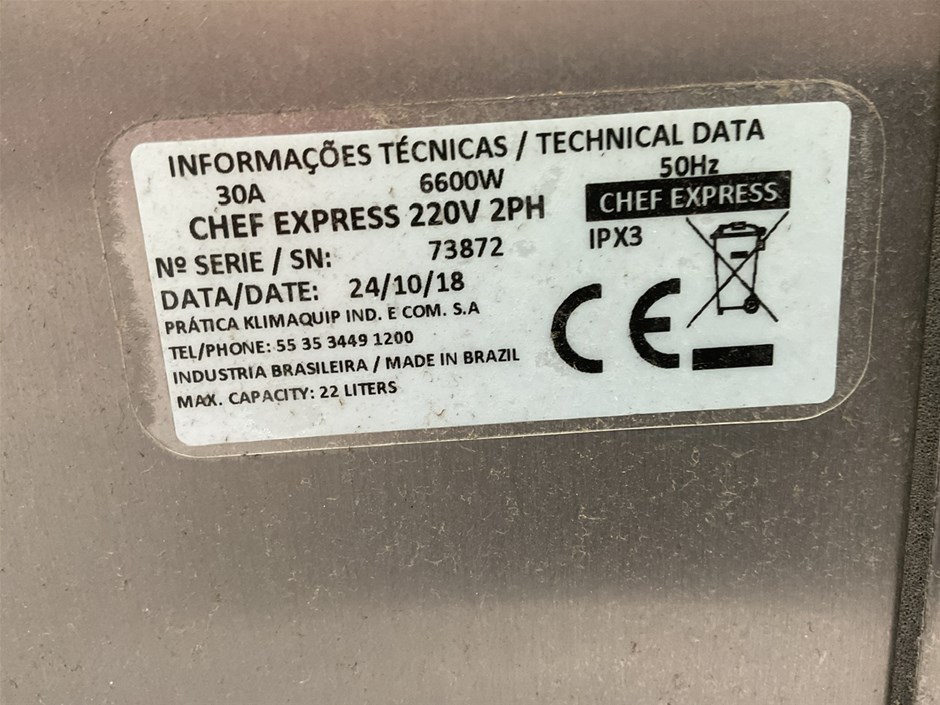 INFORMAÇÕES TÉCNICAS / TECHNICAL DATA
30A 6600W 50Hz
CHEF EXPRESS 220V 2PH
CHEF EXPRESS
Nº SERIE / SN: 73872
IPX3
DATA/DATE: 24/10/18
PRÁTICA KLIMAQUIP IND. E COM. S.A
TEL/PHONE: 55 35 3449 1200
INDUSTRIA BRASILEIRA / MADE IN BRAZIL
MAX. CAPACITY: 22 LITERS
CE